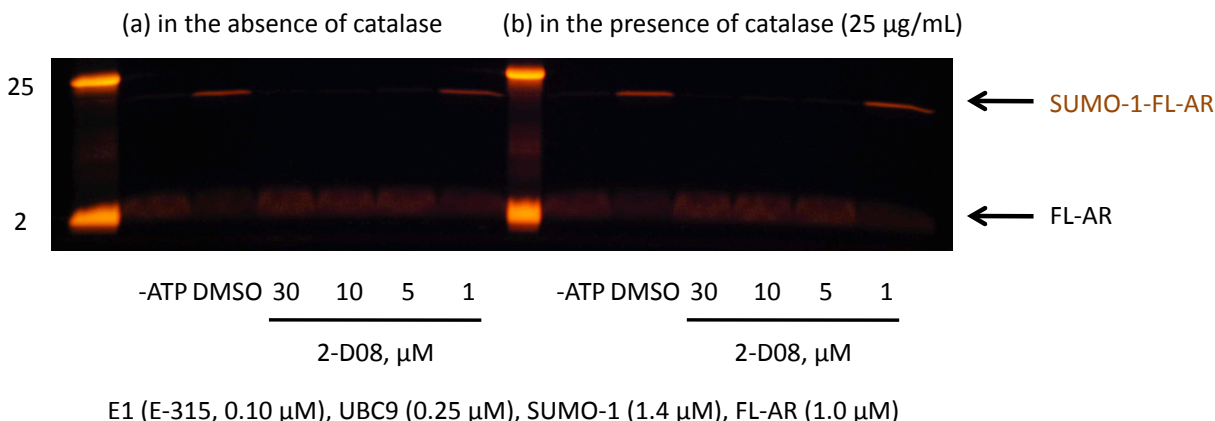 (a) in the absence of catalase (b) in the presence of catalase (25 μg/mL)
25 SUMO-1-FL-AR
2 FL-AR
-ATP DMSO 30 10 5 1 -ATP DMSO 30 10 5 1
2-D08, μM 2-D08, μM
E1 (E-315, 0.10 μM), UBC9 (0.25 μM), SUMO-1 (1.4 μM), FL-AR (1.0 μM)